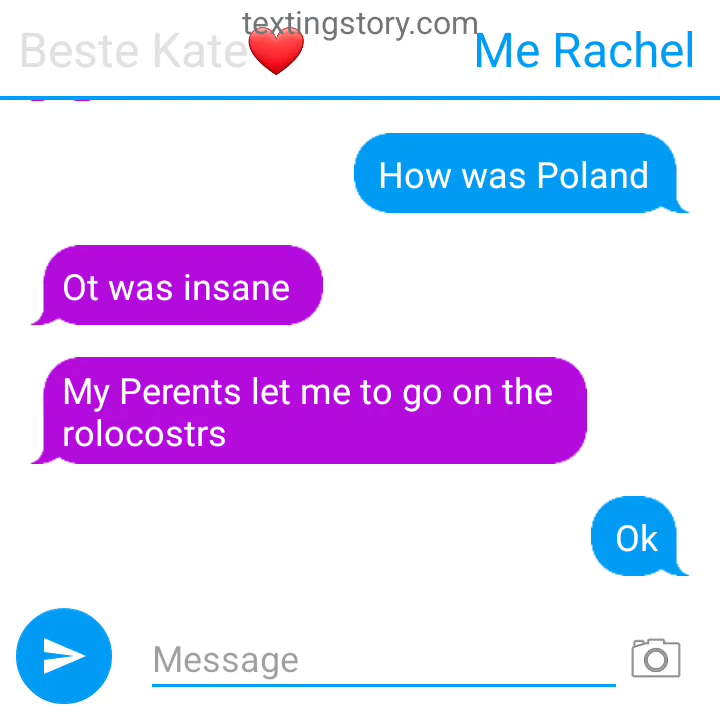 textingstory.com
Beste Kate❤️ Me Rachel
How was Poland
Ot was insane
My Perents let me to go on the
rolocostrs
Ok
Message